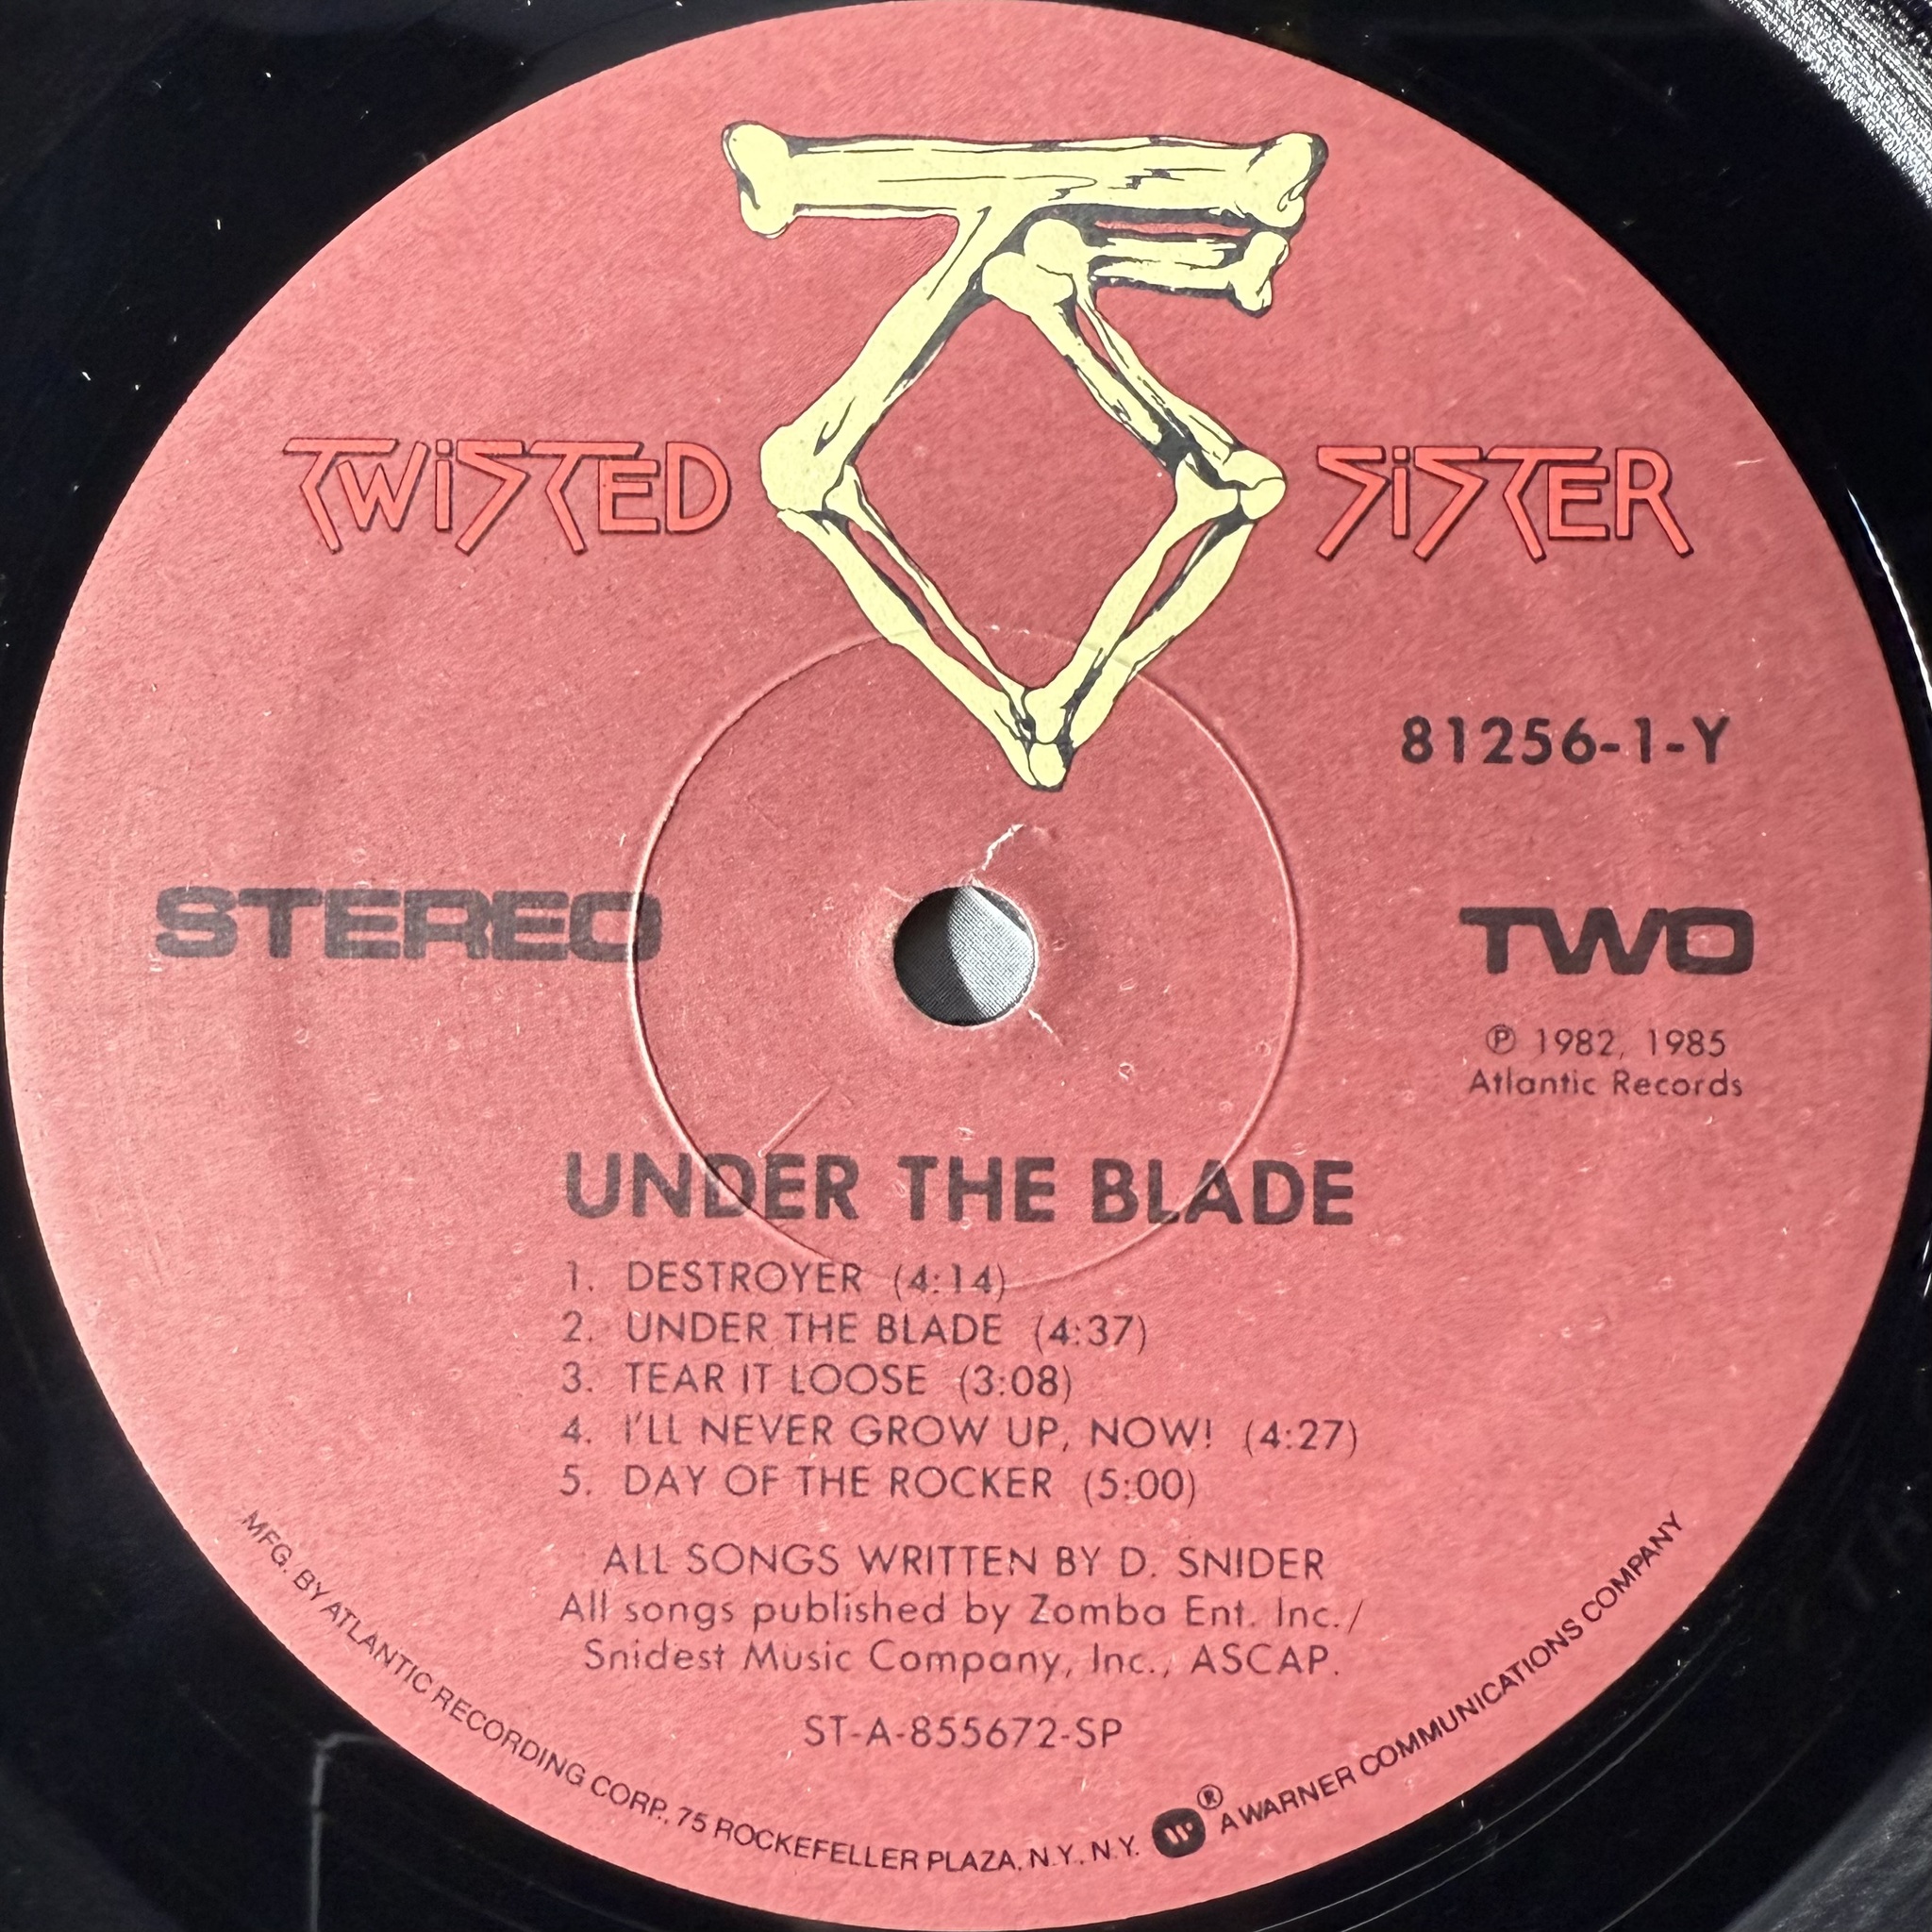 TWiSTED SiSTER
81256-1-Y
STEREO
TWO
℗ 1982, 1985
Atlantic Records
UNDER THE BLADE
1. DESTROYER (4:14)
2. UNDER THE BLADE (4:37)
3. TEAR IT LOOSE (3:08)
4. I'LL NEVER GROW UP, NOW! (4:27)
5. DAY OF THE ROCKER (5:00)
ALL SONGS WRITTEN BY D. SNIDER
All songs published by Zomba Ent. Inc./
Snidest Music Company, Inc., ASCAP.
ST-A-855672-SP
MFG. BY ATLANTIC RECORDING CORP., 75 ROCKEFELLER PLAZA, N.Y., N.Y. ® A WARNER COMMUNICATIONS COMPANY